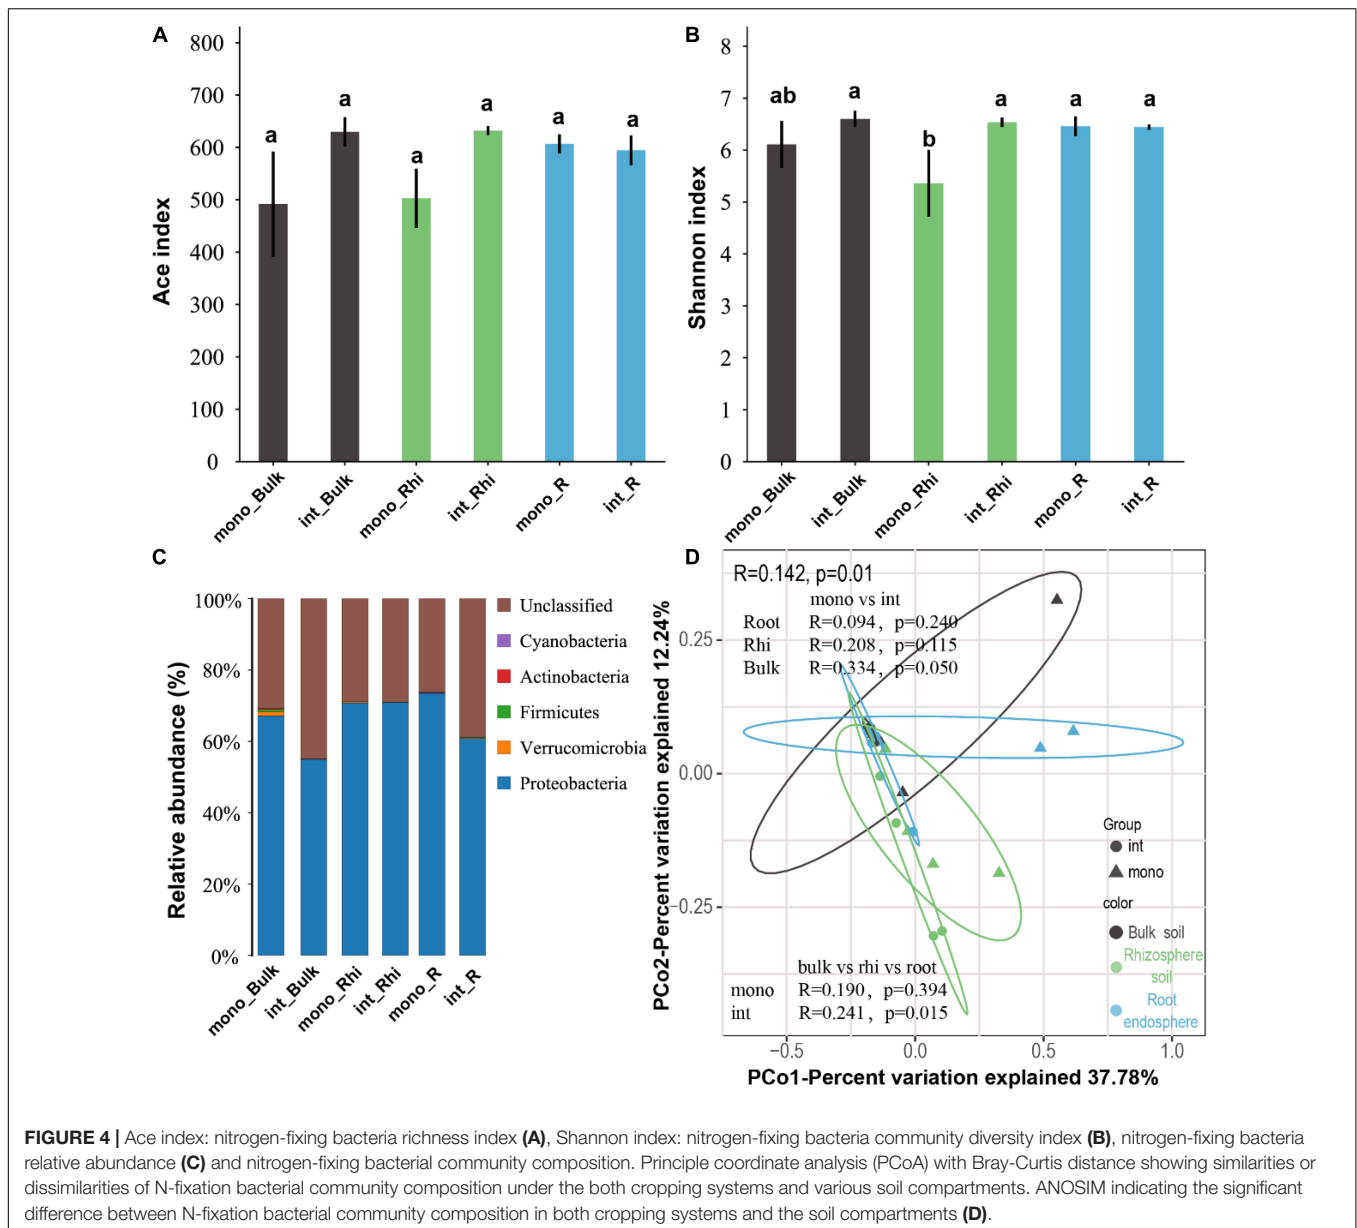 A
800
700
600
500
400
300
200
100
0
Ace index
a
a
a
a
a
a
mono_Bulk
int_Bulk
mono_Rhi
int_Rhi
mono_R
int_R
B
8
7
6
5
4
3
2
1
0
Shannon index
ab
a
b
a
a
a
mono_Bulk
int_Bulk
mono_Rhi
int_Rhi
mono_R
int_R
C
100%
80%
60%
40%
20%
0%
Relative abundance (%)
mono_Bulk
int_Bulk
mono_Rhi
int_Rhi
mono_R
int_R
Unclassified
Cyanobacteria
Actinobacteria
Firmicutes
Verrucomicrobia
Proteobacteria
D
R=0.142, p=0.01
mono vs int
Root R=0.094, p=0.240
Rhi R=0.208, p=0.115
Bulk R=0.334, p=0.050
0.25
0.00
−0.25
PCo2-Percent variation explained 12.24%
Group
int
mono
color
Bulk soil
Rhizosphere
soil
Root
endosphere
bulk vs rhi vs root
mono R=0.190, p=0.394
int R=0.241, p=0.015
−0.5
0.0
0.5
1.0
PCo1-Percent variation explained 37.78%
FIGURE 4 | Ace index: nitrogen-fixing bacteria richness index (A), Shannon index: nitrogen-fixing bacteria community diversity index (B), nitrogen-fixing bacteria
relative abundance (C) and nitrogen-fixing bacterial community composition. Principle coordinate analysis (PCoA) with Bray-Curtis distance showing similarities or
dissimilarities of N-fixation bacterial community composition under the both cropping systems and various soil compartments. ANOSIM indicating the significant
difference between N-fixation bacterial community composition in both cropping systems and the soil compartments (D).